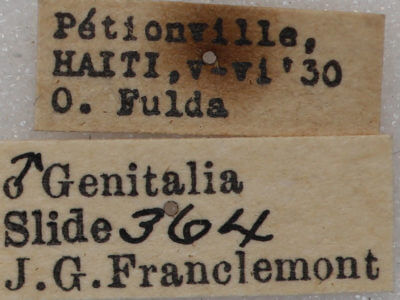 Pétionville,
HAITI, v-vi'30
O. Fulda
♂ Genitalia
Slide 364
J.G.Franclemont